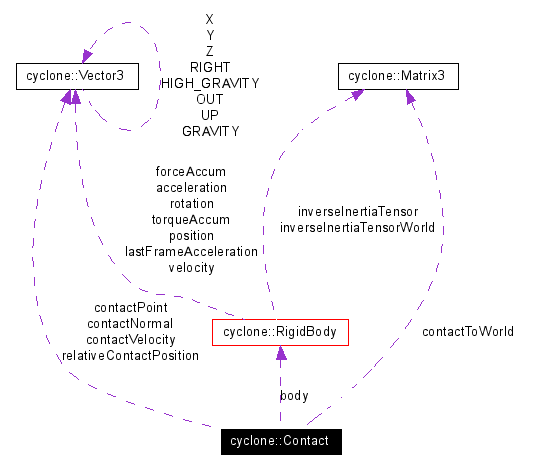 X
Y
Z
RIGHT
HIGH_GRAVITY
OUT
UP
GRAVITY
cyclone::Vector3
cyclone::Matrix3
forceAccum
acceleration
rotation
torqueAccum
position
lastFrameAcceleration
velocity
inverseInertiaTensor
inverseInertiaTensorWorld
contactPoint
contactNormal
contactVelocity
relativeContactPosition
cyclone::RigidBody
contactToWorld
body
cyclone::Contact